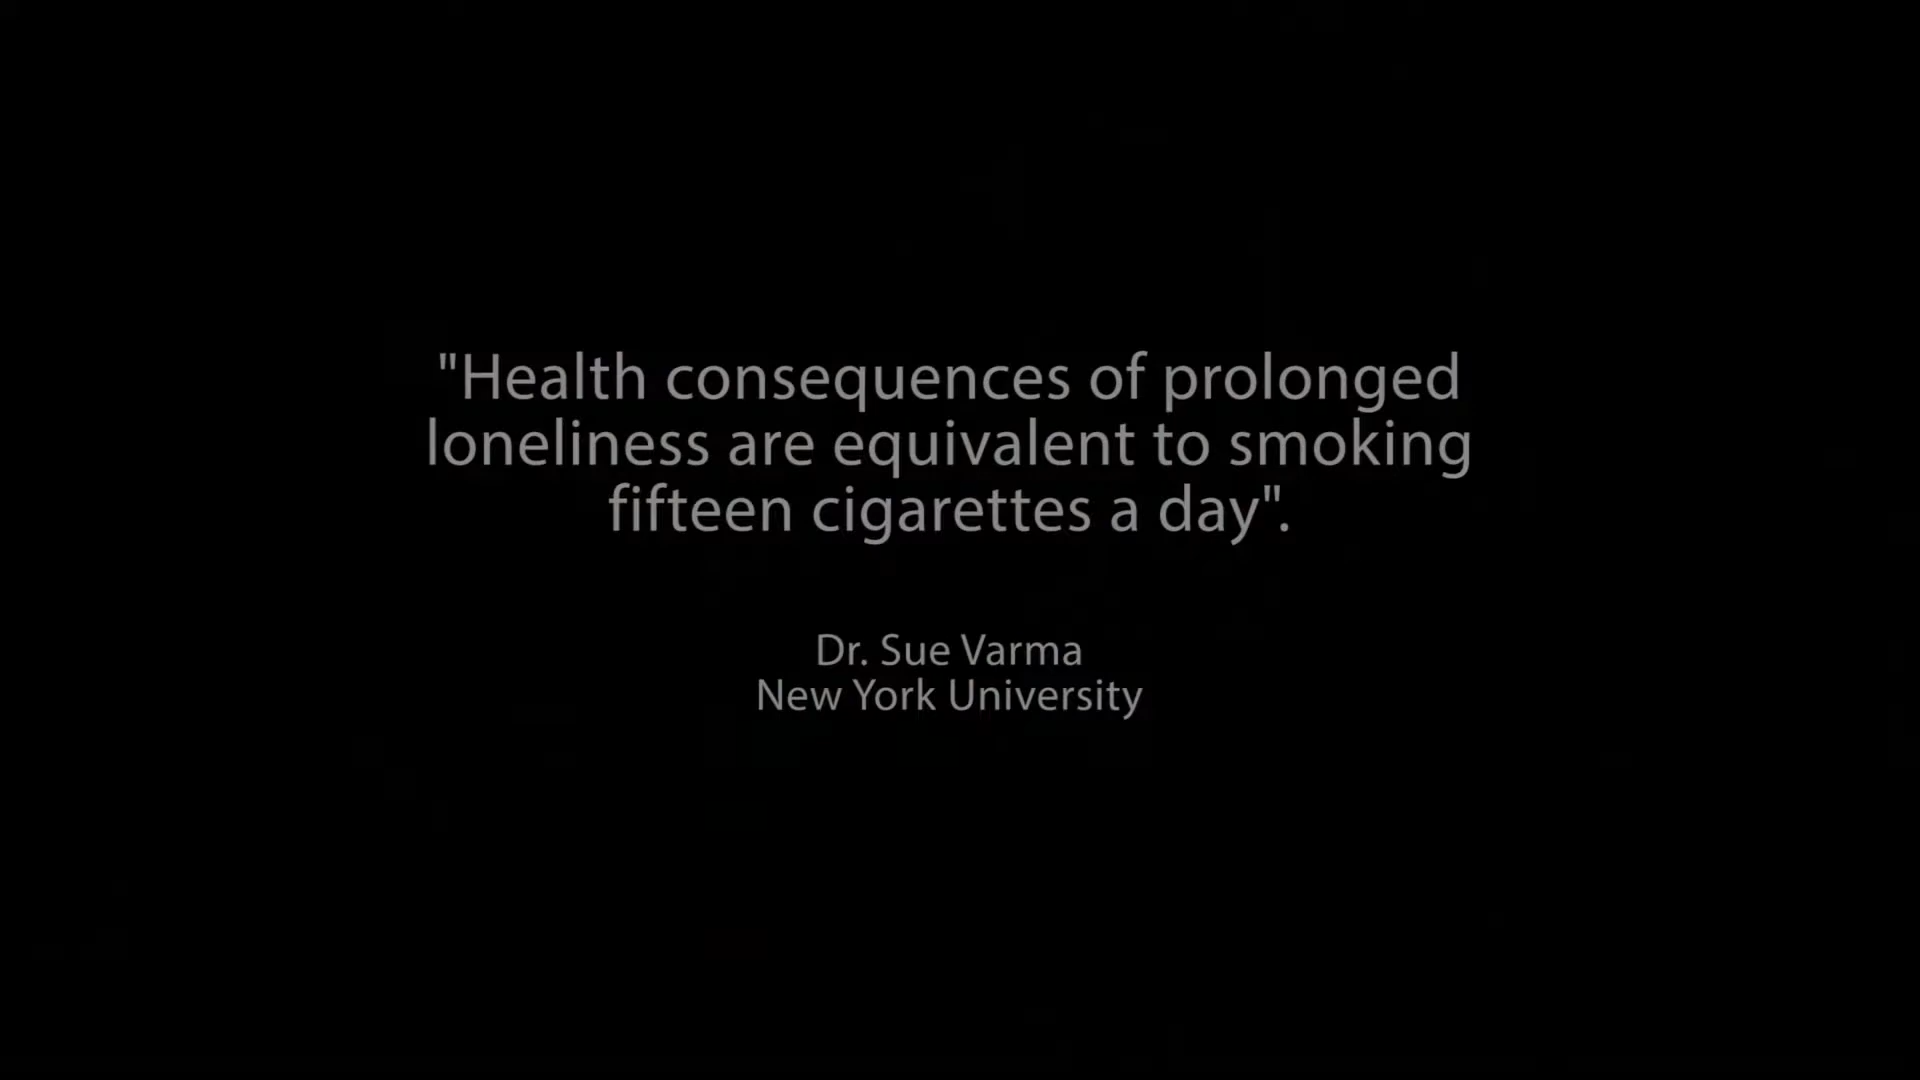 "Health consequences of prolonged
loneliness are equivalent to smoking
fifteen cigarettes a day".
Dr. Sue Varma
New York University